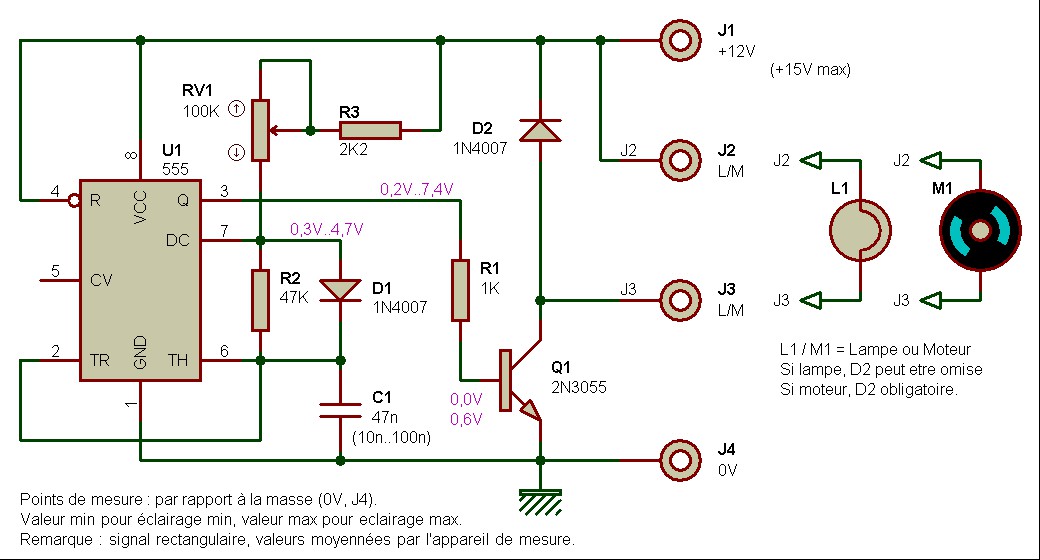 J1
+12V
(+15V max)
RV1
100K
R3
2K2
D2
1N4007
J2
J2
L/M
J2
J2
U1
555
8
4
R
VCC
Q
3
0,2V..7,4V
L1
M1
7
DC
0,3V..4,7V
5
CV
R2
47K
D1
1N4007
R1
1K
J3
J3
L/M
J3
J3
2
TR
GND
TH
6
L1 / M1 = Lampe ou Moteur
Si lampe, D2 peut etre omise
Si moteur, D2 obligatoire.
Q1
2N3055
1
C1
47n
(10n..100n)
0,0V
0,6V
J4
0V
Points de mesure : par rapport à la masse (0V, J4).
Valeur min pour éclairage min, valeur max pour eclairage max.
Remarque : signal rectangulaire, valeurs moyennées par l'appareil de mesure.